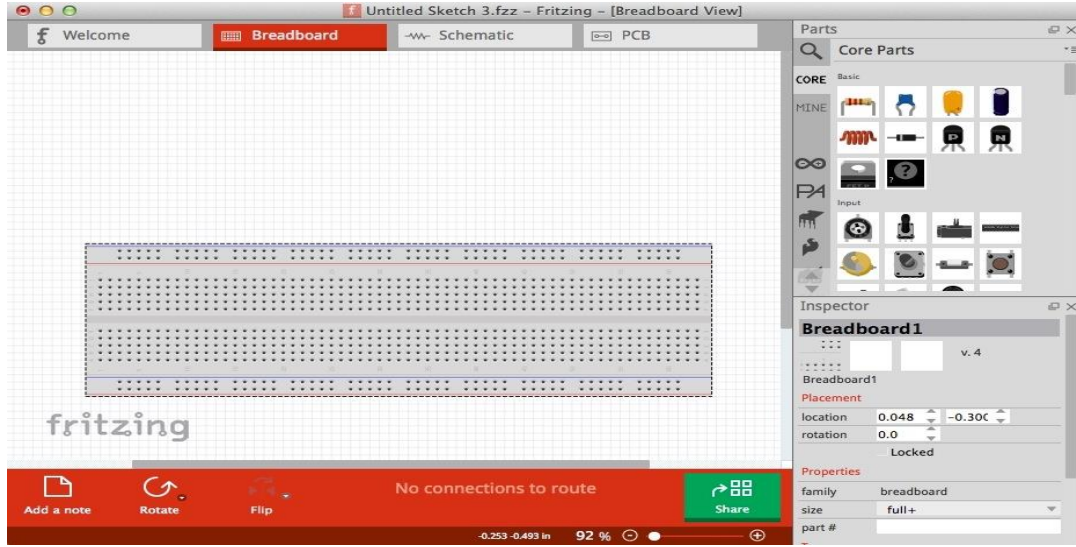 Untitled Sketch 3.fzz – Fritzing – [Breadboard View]
Welcome
Breadboard
Schematic
PCB
Parts
Core Parts
CORE
MINE
Basic
P
N
?
Input
fritzing
Inspector
Breadboard1
v. 4
Breadboard1
Placement
location 0.048 -0.300
rotation 0.0
Locked
Properties
family breadboard
size full+
part #
Add a note
Rotate
Flip
No connections to route
Share
-0.253 -0.493 in 92 %